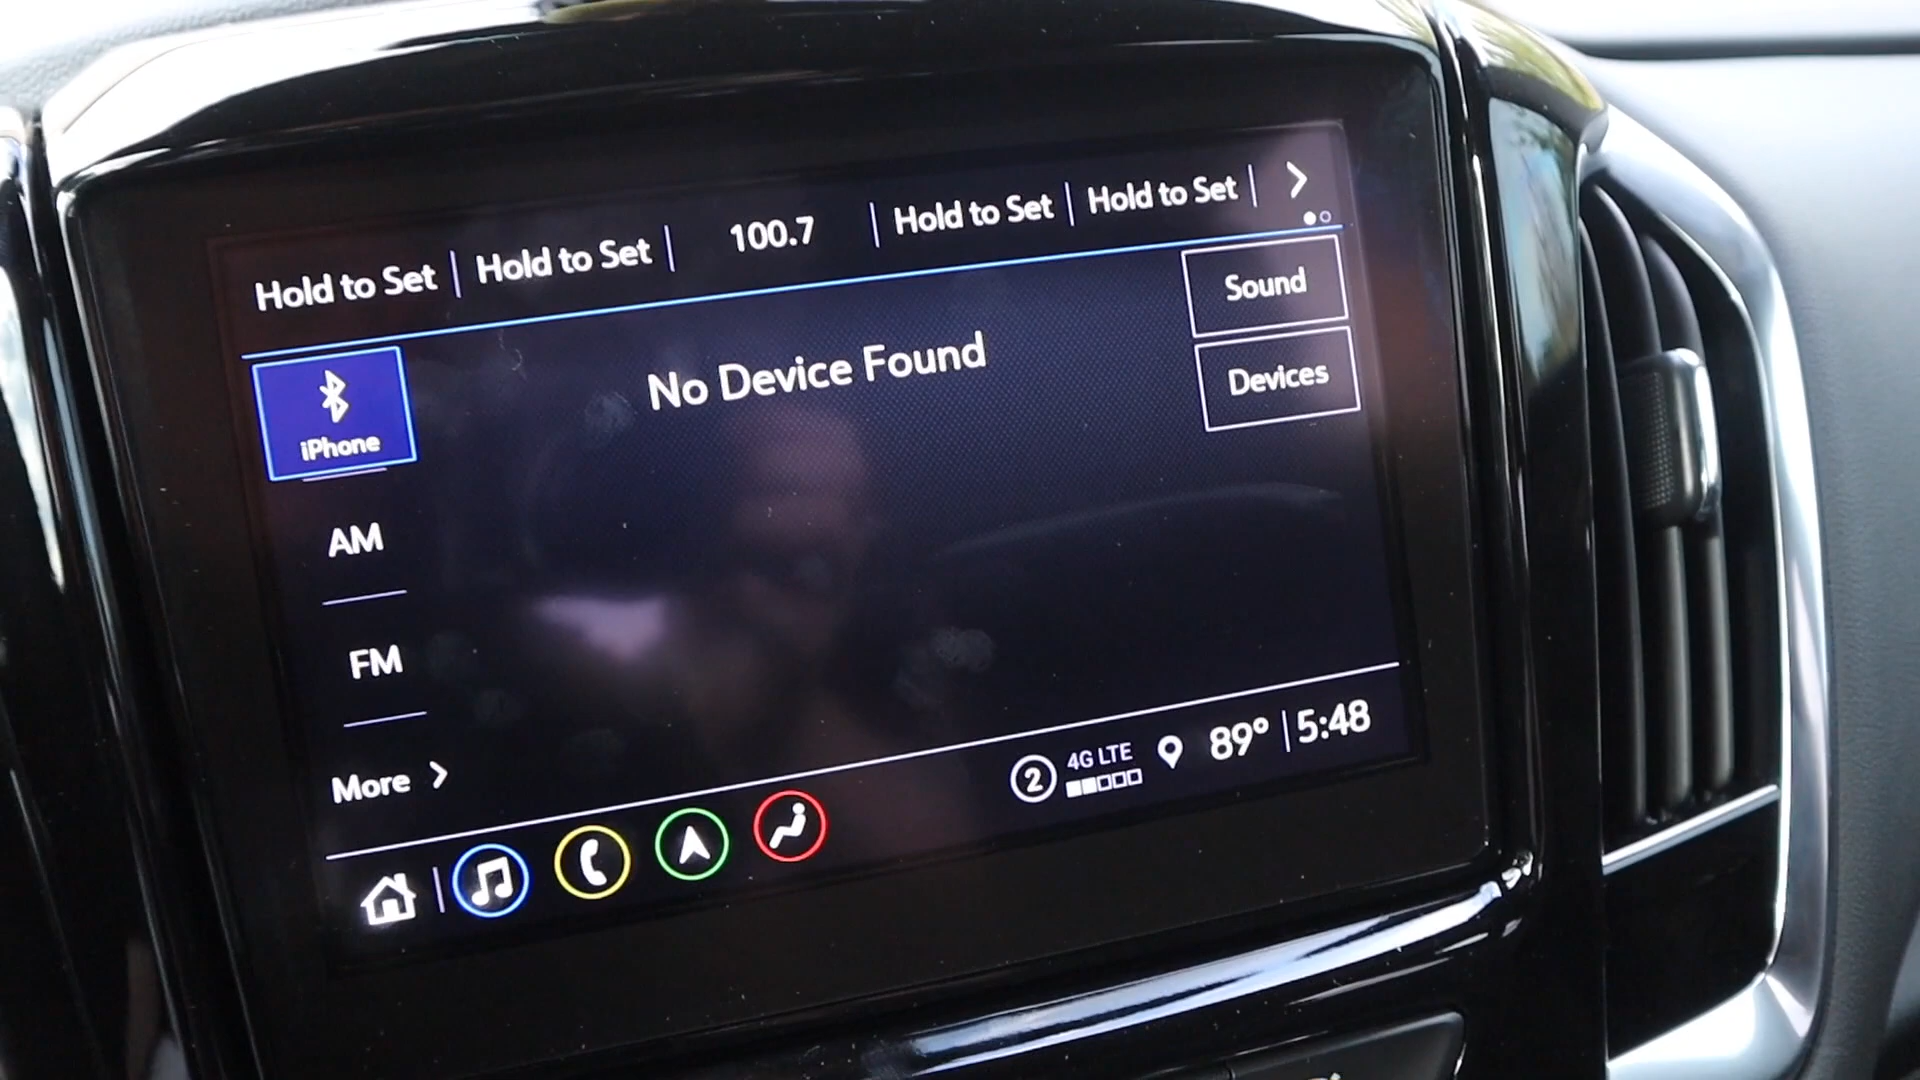 Hold to Set | Hold to Set | 100.7 | Hold to Set | Hold to Set |
Sound
No Device Found
Devices
iPhone
AM
FM
More
2 4G LTE 89° | 5:48